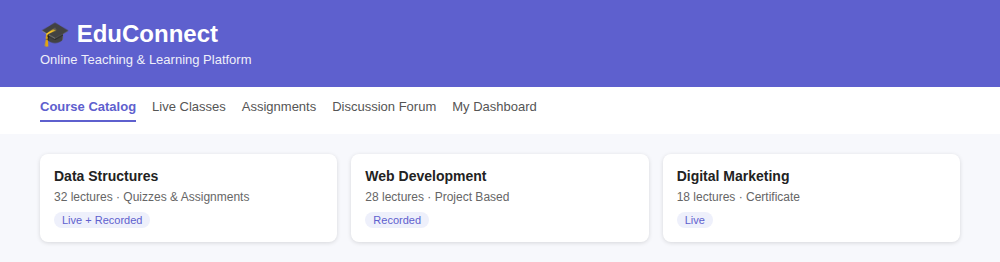 🎓 EduConnect
Online Teaching & Learning Platform
Course Catalog Live Classes Assignments Discussion Forum My Dashboard
Data Structures
32 lectures · Quizzes & Assignments
Live + Recorded
Web Development
28 lectures · Project Based
Recorded
Digital Marketing
18 lectures · Certificate
Live